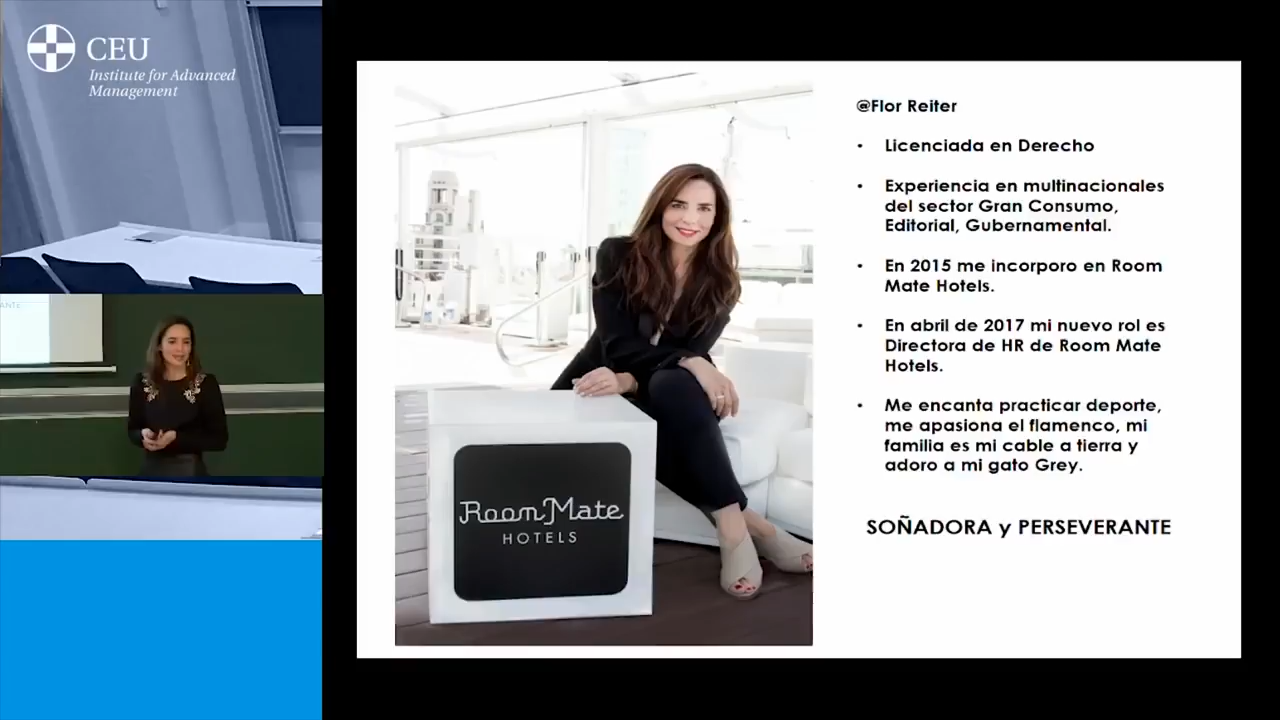 CEU
Institute for Advanced
Management
@Flor Reiter
• Licenciada en Derecho
• Experiencia en multinacionales
del sector Gran Consumo,
Editorial, Gubernamental.
• En 2015 me incorporo en Room
Mate Hotels.
• En abril de 2017 mi nuevo rol es
Directora de HR de Room Mate
Hotels.
• Me encanta practicar deporte,
me apasiona el flamenco, mi
familia es mi cable a tierra y
adoro a mi gato Grey.
SOÑADORA y PERSEVERANTE
Room Mate
HOTELS